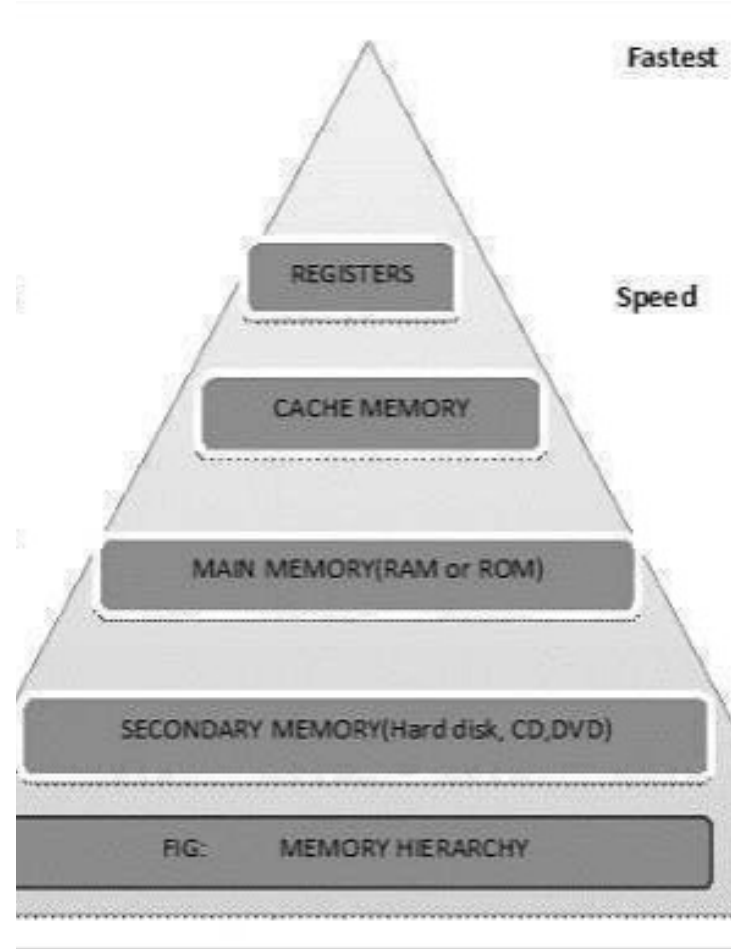 Fastest
REGISTERS
Speed
CACHE MEMORY
MAIN MEMORY(RAM or ROM)
SECONDARY MEMORY(Hard disk, CD,DVD)
FIG: MEMORY HIERARCHY